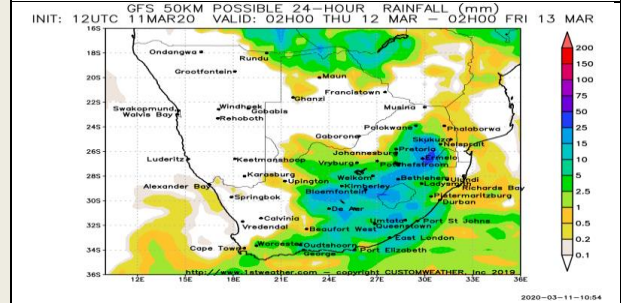 GFS 50KM POSSIBLE 24-HOUR RAINFALL (mm)
INIT: 12UTC 11MAR20 VALID: 02H00 THU 12 MAR - 02H00 FRI 13 MAR
16S
Ondangwa
Rundu
18S
Grootfontein
Maun
20S
Francistown
Ghanzi
22S
Windhoek
Gobabis
Musina
Swakopmund
Walvis Bay
Rehoboth
24S
Polokwane
Phalaborwa
Gaborone
Skukuza
Nelspruit
26S
Johannesburg
Pretoria
Ermelo
Luderitz
Keetmanshoop
Vryburg
Potchefstroom
28S
Karasburg
Upington
Welkom
Bethlehem
Ulundi
Alexander Bay
Kimberley
Ladysmith
Richards Bay
Bloemfontein
Pietermaritzburg
30S
Springbok
Durban
De Aar
Calvinia
Umtata
Port St Johns
32S
Vredendal
Beaufort West
Queenstown
East London
34S
Cape Town
Worcester
Oudtshoorn
George
Port Elizabeth
36S
http://www.1stweather.com - copyright CUSTOMWEATHER, Inc 2019
12E 15E 18E 21E 24E 27E 30E 33E 36E
200
150
100
75
50
25
20
15
10
5
2.5
1
0.5
0.2
0.1
2020-03-11-10:54